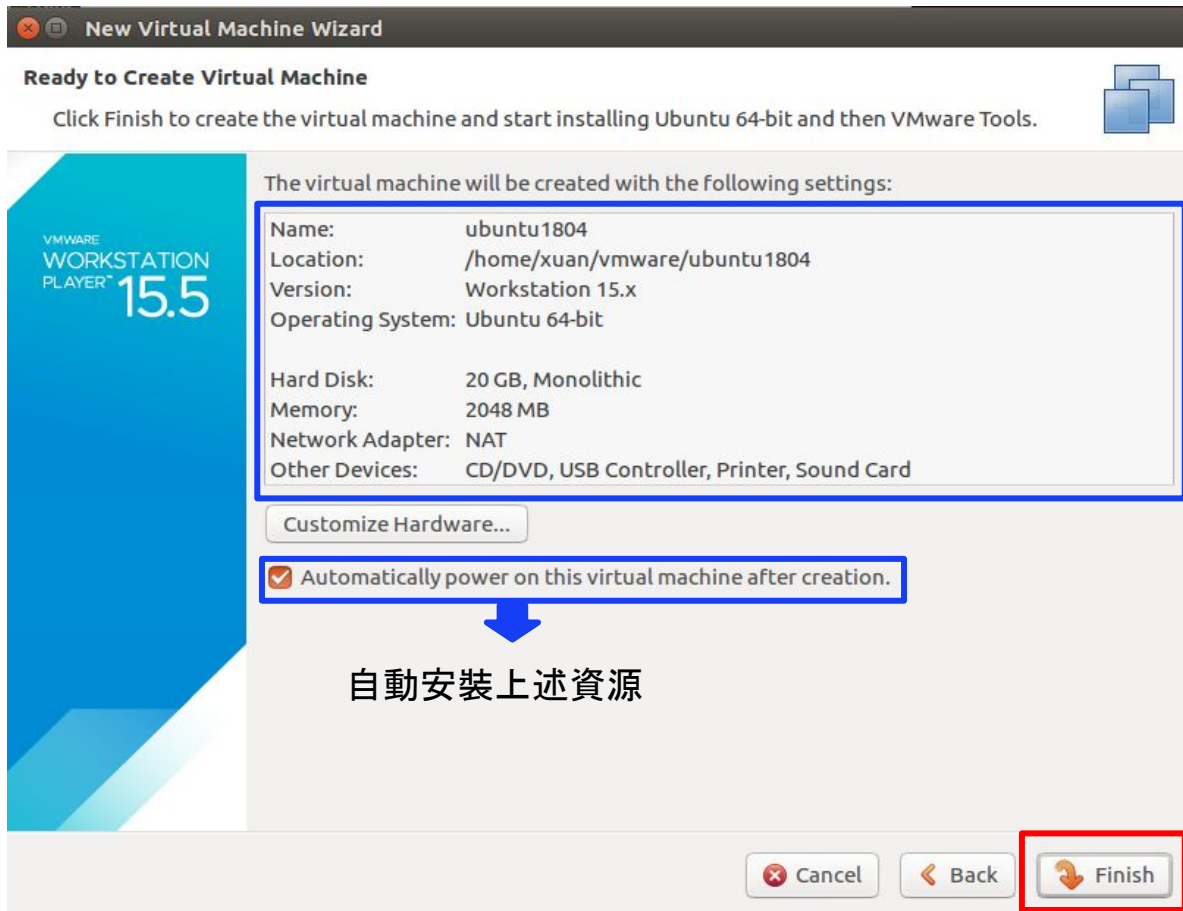 New Virtual Machine Wizard
Ready to Create Virtual Machine
Click Finish to create the virtual machine and start installing Ubuntu 64-bit and then VMware Tools.
VMWARE
WORKSTATION
PLAYER™ 15.5
The virtual machine will be created with the following settings:
Name: ubuntu1804
Location: /home/xuan/vmware/ubuntu1804
Version: Workstation 15.x
Operating System: Ubuntu 64-bit
Hard Disk: 20 GB, Monolithic
Memory: 2048 MB
Network Adapter: NAT
Other Devices: CD/DVD, USB Controller, Printer, Sound Card
Customize Hardware...
Automatically power on this virtual machine after creation.
自動安裝上述資源
Cancel Back Finish